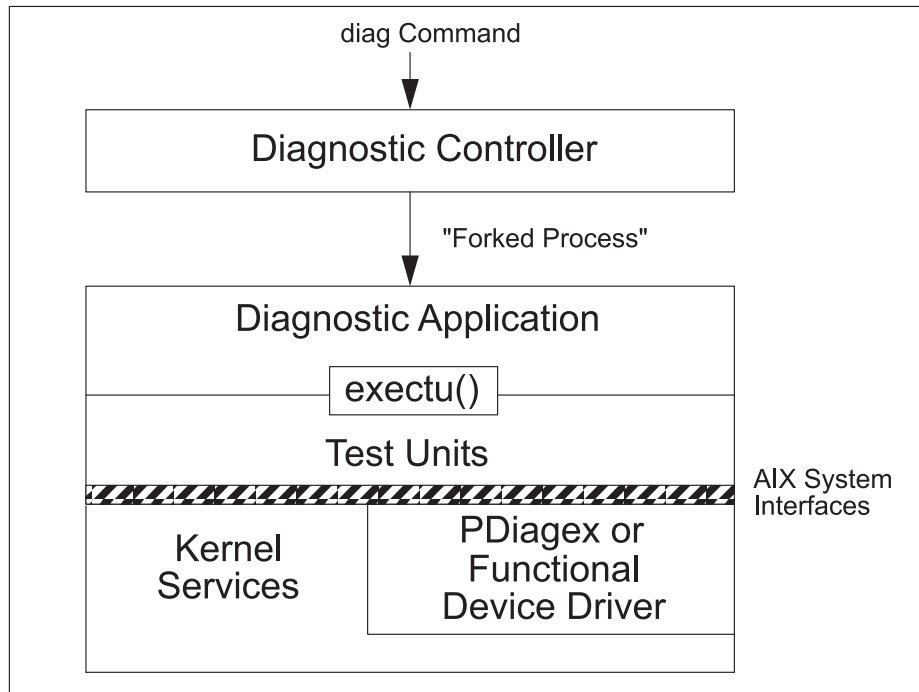 diag Command
Diagnostic Controller
"Forked Process"
Diagnostic Application
exectu()
Test Units
AIX System
Interfaces
Kernel
Services
PDiagex or
Functional
Device Driver